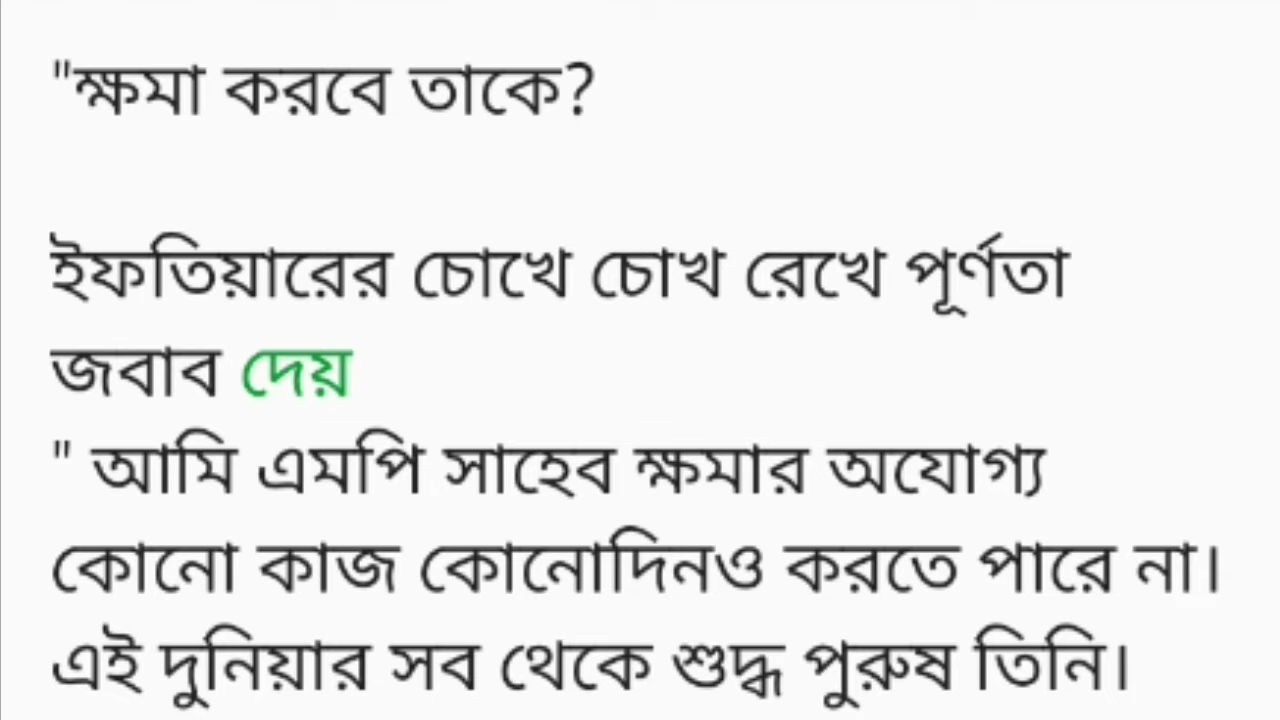 "ক্ষমা করবে তাকে?
ইফতিয়ারের চোখে চোখ রেখে পূর্ণতা
জবাব দেয়
" আমি এমপি সাহেব ক্ষমার অযোগ্য
কোনো কাজ কোনোদিনও করতে পারে না।
এই দুনিয়ার সব থেকে শুদ্ধ পুরুষ তিনি।